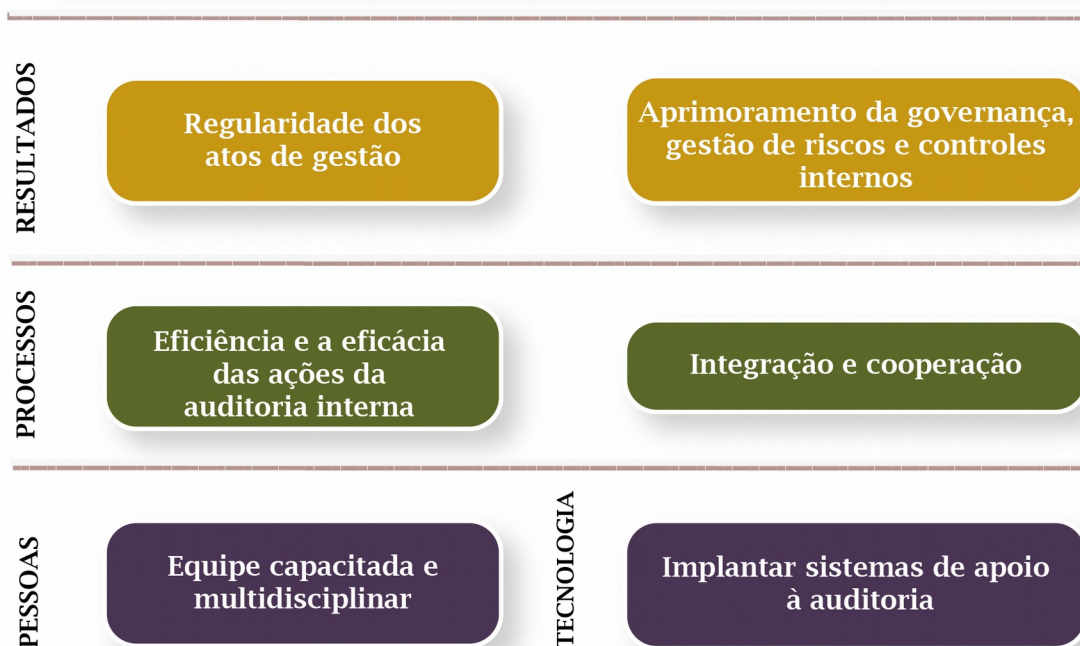 RESULTADOS
Regularidade dos
atos de gestão
Aprimoramento da governança,
gestão de riscos e controles
internos
PROCESSOS
Eficiência e a eficácia
das ações da
auditoria interna
Integração e cooperação
PESSOAS
Equipe capacitada e
multidisciplinar
TECNOLOGIA
Implantar sistemas de apoio
à auditoria